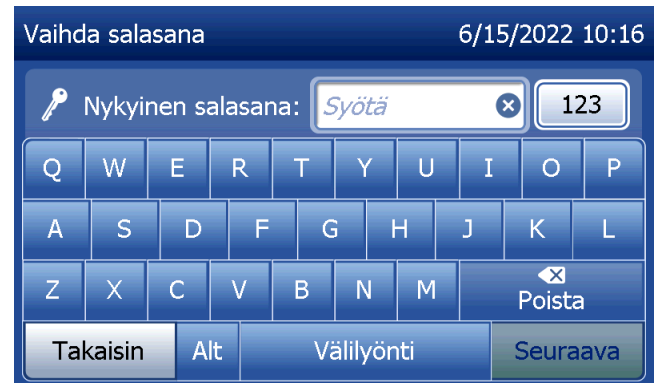 Vaihda salasana 6/15/2022 10:16
Nykyinen salasana: Syötä 123
Q W E R T Y U I O P
A S D F G H J K L
Z X C V B N M Poista
Takaisin Alt Välilyönti Seuraava